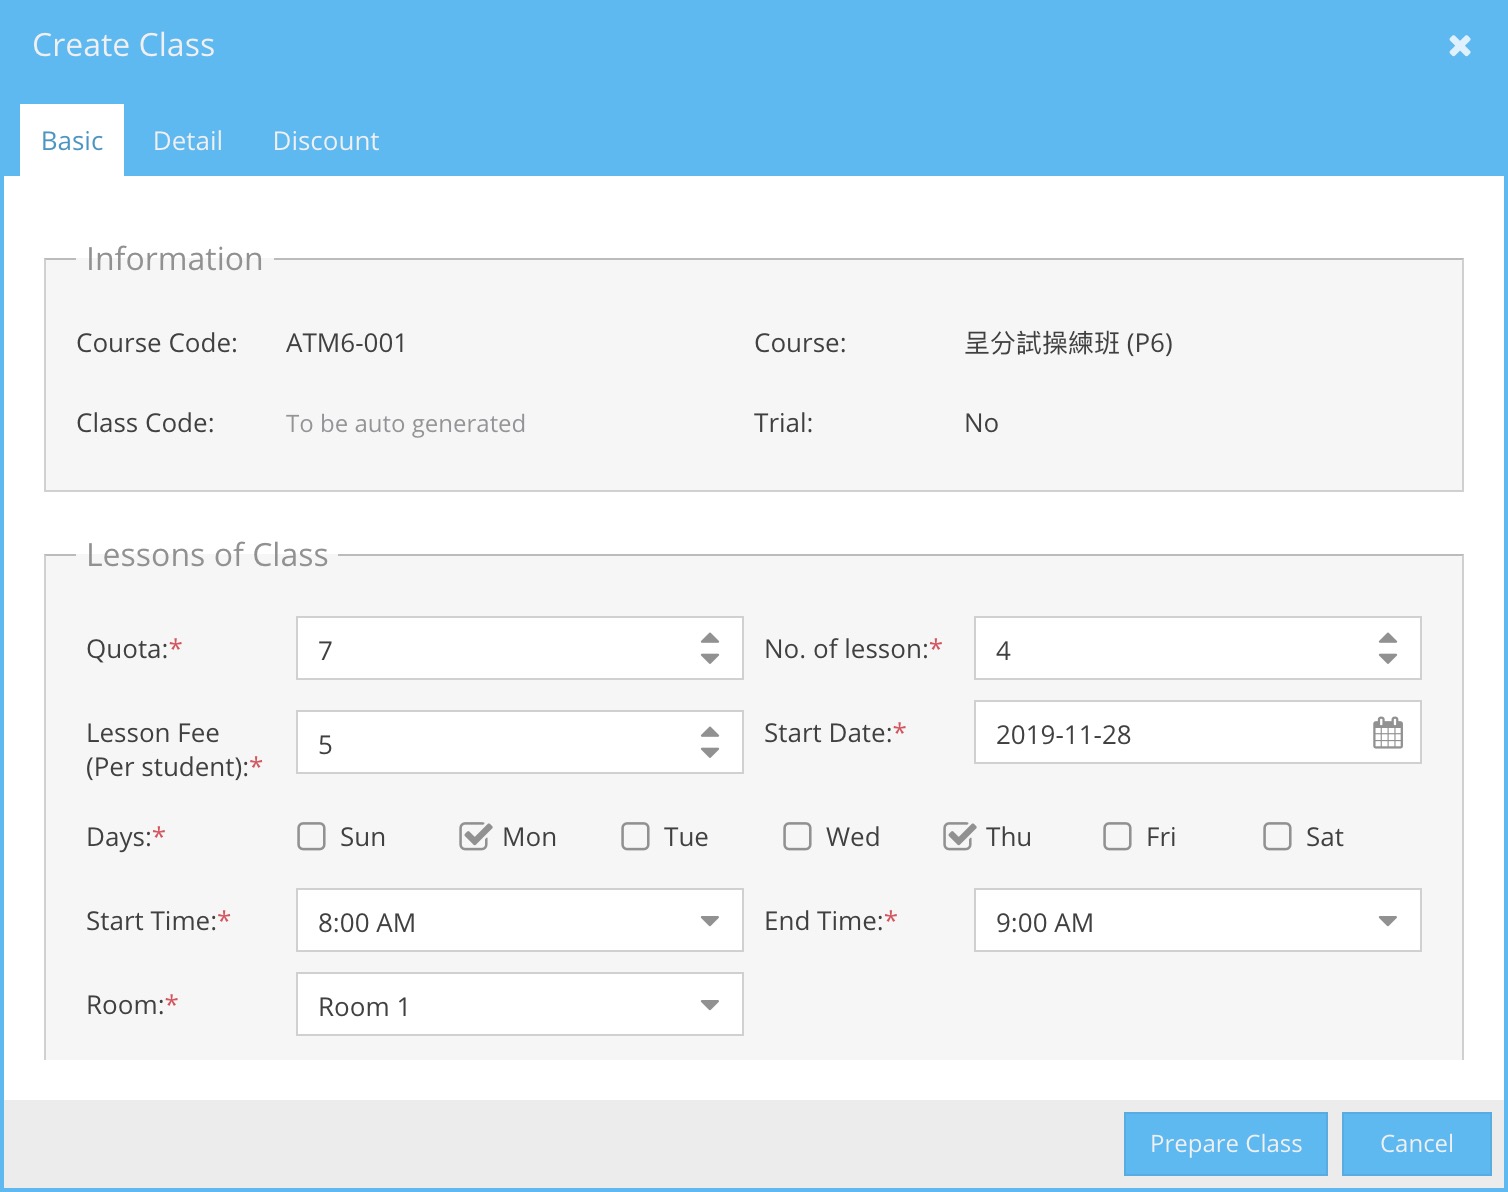 Create Class
Basic Detail Discount
Information
Course Code: ATM6-001 Course: 呈分試操練班 (P6)
Class Code: To be auto generated Trial: No
Lessons of Class
Quota:* 7 No. of lesson:* 4
Lesson Fee
(Per student):* 5 Start Date:* 2019-11-28
Days:* Sun Mon Tue Wed Thu Fri Sat
Start Time:* 8:00 AM End Time:* 9:00 AM
Room:* Room 1
Prepare Class Cancel